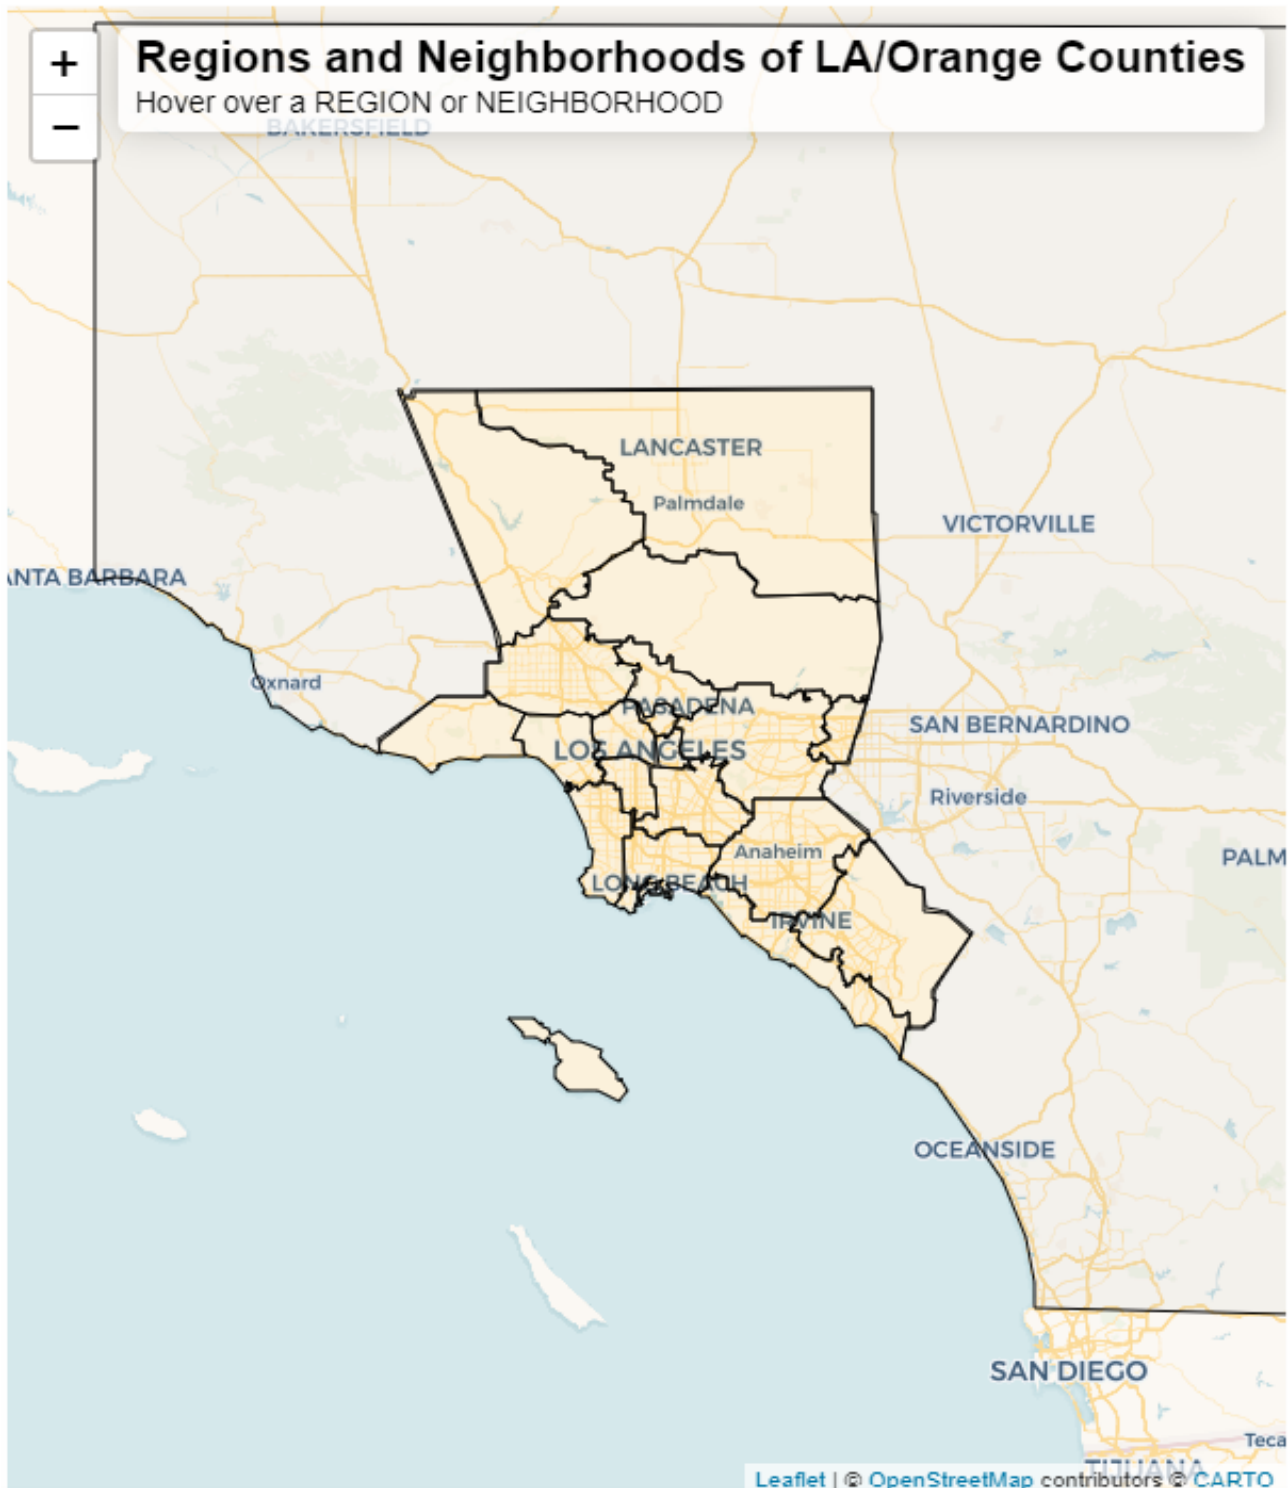 +
Regions and Neighborhoods of LA/Orange Counties
−
Hover over a REGION or NEIGHBORHOOD
BAKERSFIELD
LANCASTER
Palmdale
VICTORVILLE
ANTA BARBARA
Oxnard
PASADENA
SAN BERNARDINO
LOS ANGELES
Riverside
Anaheim
PALM
LONG BEACH
IRVINE
OCEANSIDE
SAN DIEGO
Teca
TIJUANA
Leaflet | © OpenStreetMap contributors © CARTO